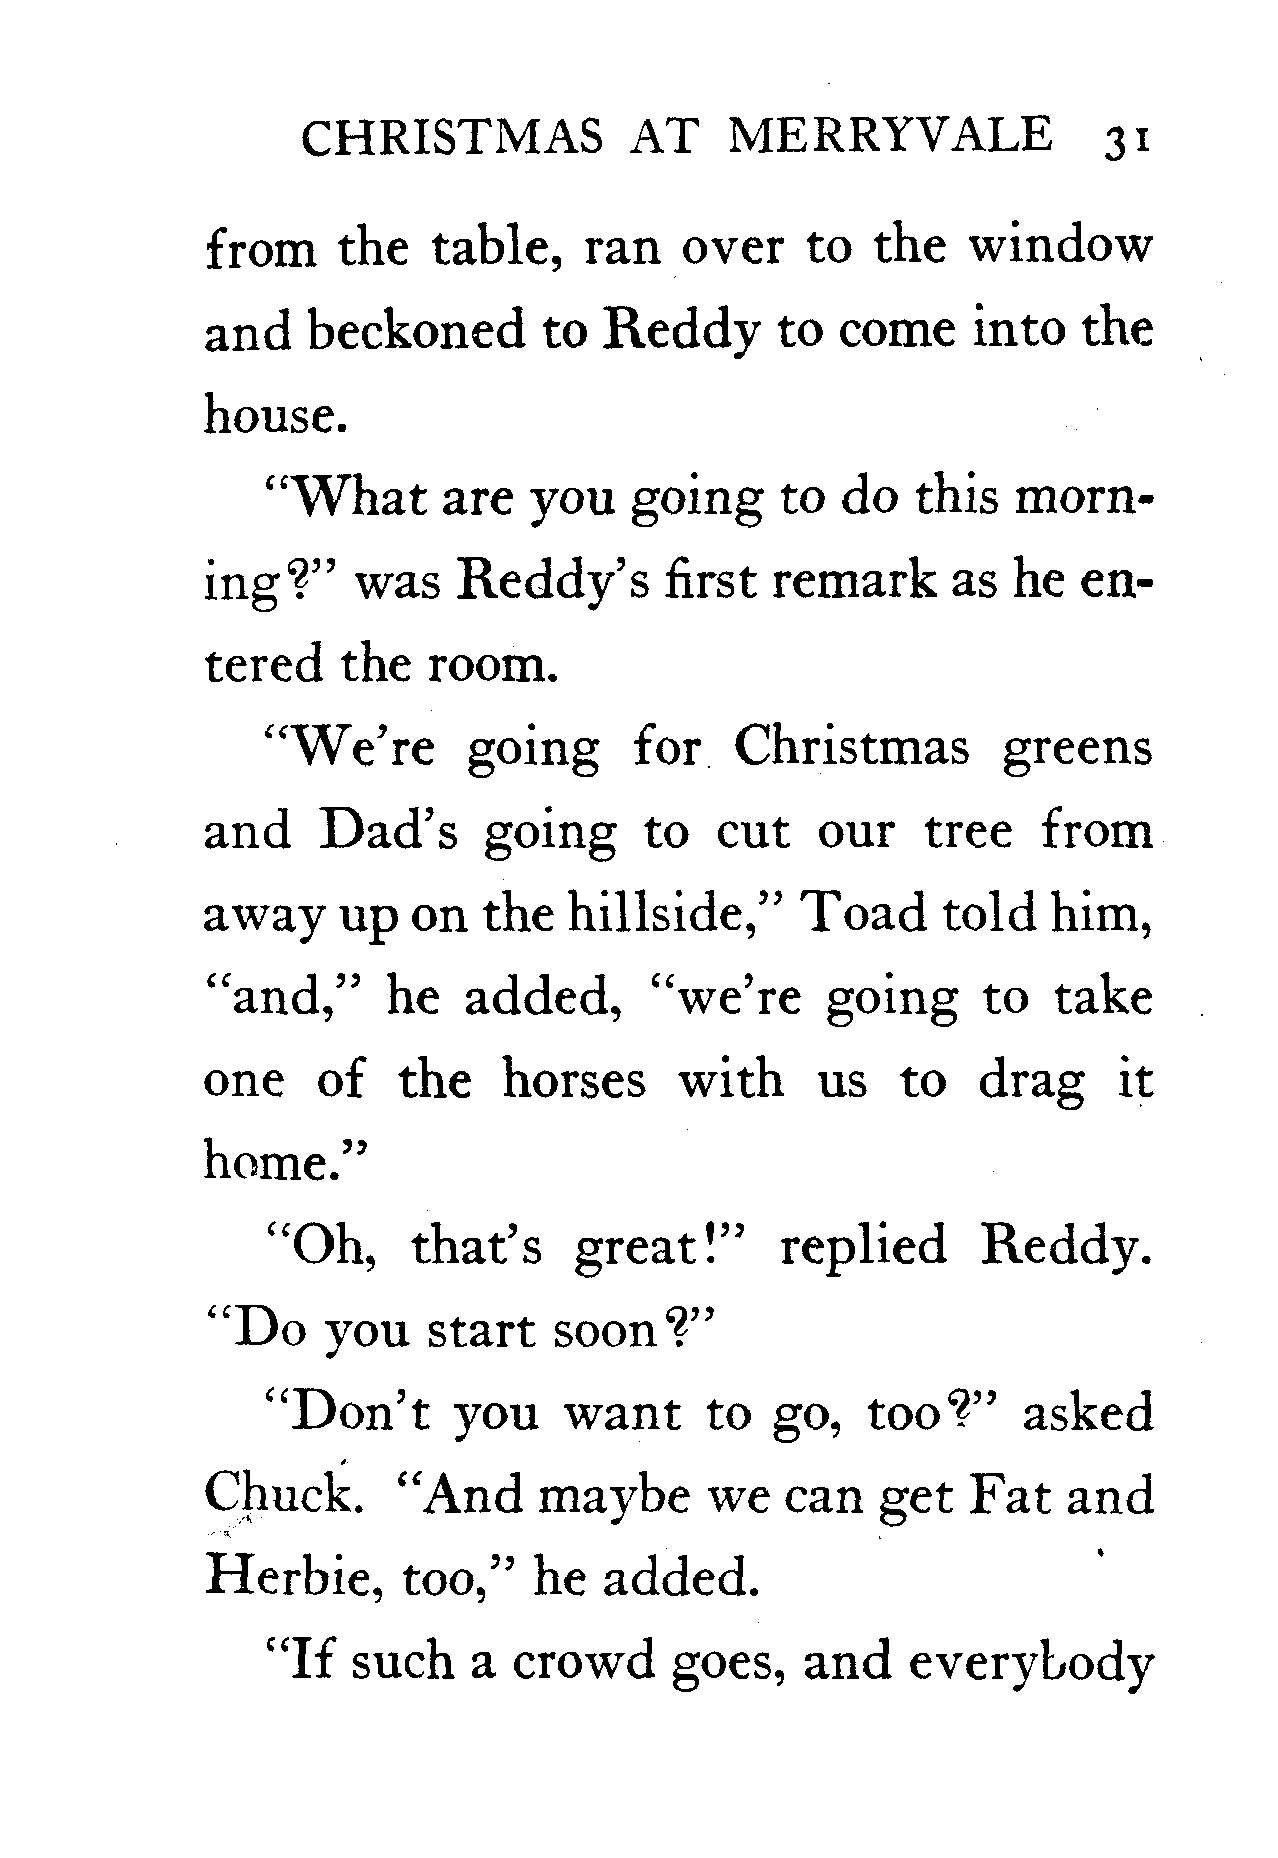 CHRISTMAS AT MERRYVALE 31
from the table, ran over to the window
and beckoned to Reddy to come into the
house.
“What are you going to do this morn-
ing?” was Reddy’s first remark as he en-
tered the room.
“We’re going for Christmas greens
and Dad’s going to cut our tree from
away up on the hillside,” Toad told him,
“and,” he added, “we’re going to take
one of the horses with us to drag it
home.”
“Oh, that’s great!” replied Reddy.
“Do you start soon?”
“Don’t you want to go, too?” asked
Chuck. “And maybe we can get Fat and
Herbie, too,” he added.
“If such a crowd goes, and everybody